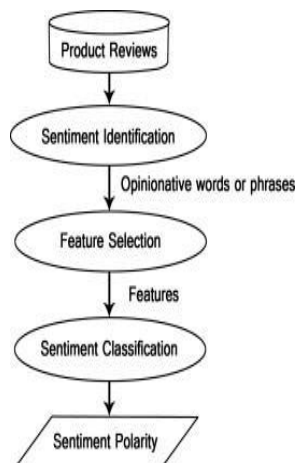 Product Reviews
Sentiment Identification
Opinionative words or phrases
Feature Selection
Features
Sentiment Classification
Sentiment Polarity